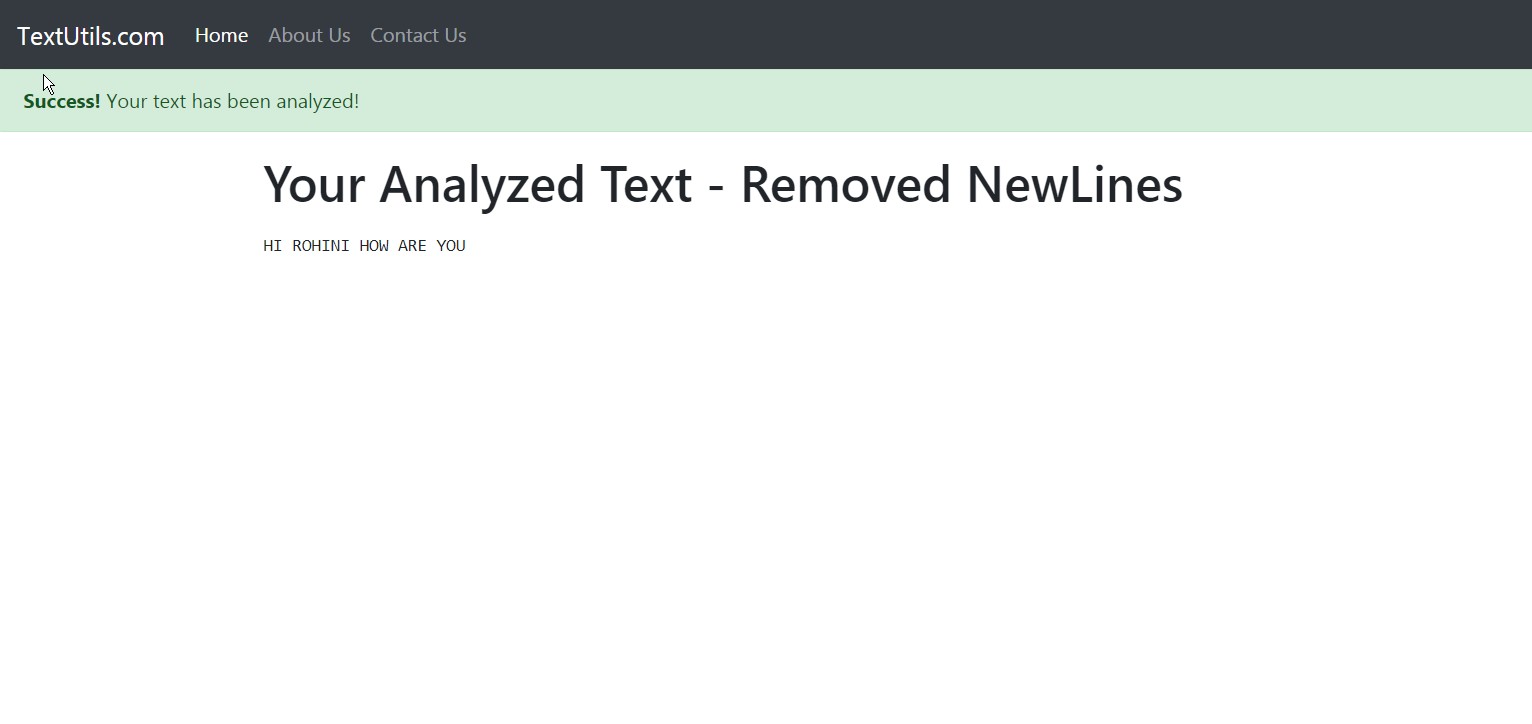 TextUtils.com Home About Us Contact Us
Success! Your text has been analyzed!
Your Analyzed Text - Removed NewLines
HI ROHINI HOW ARE YOU